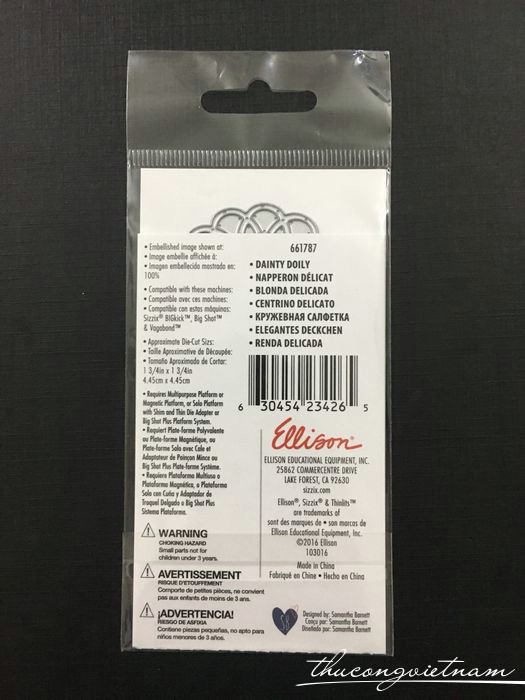 • Embellished image shown at:
• Image embellie affichée à:
• Imagen embellecida mostrada en:
100%
• Compatible with these machines:
• Compatible avec ces machines:
• Compatible con estas máquinas:
Sizzix® BIGkick™, Big Shot™
& Vagabond™
• Approximate Die-Cut Sizs:
• Taille Aproximative de Découpée:
• Tamaño Aproximado de Cortar:
1 3/4in x 1 3/4in
4.45cm x 4.45cm
• Requires Multipurpose Platform or
Magnetic Platform, or Solo Platform
with Shim and Thin Die Adapter or
Big Shot Plus Platform System.
• Requiert Plate-forme Polyvalente
ou Plate-forme Magnétique, ou
Plate-forme Solo avec Cale et
Adaptateur de Poinçon Mince ou
Big Shot Plus Plate-forme Système.
• Requiere Plataforma Multiuso o
Plataforma Magnética, o Plataforma
Solo con Cuña y Adaptador de
Troquel Delgado o Big Shot Plus
Sistema Plataforma.
WARNING
CHOKING HAZARD
Small parts not for
children under 3 years.
AVERTISSEMENT
RISQUE D'ETOUFFEMENT
Comporte de petites pièces, ne convient
pas aux enfants de moins de 3 ans.
¡ADVERTENCIA!
RIESGO DE ASFIXIA
Contiene piezas pequeñas, no apto para
niños menores de 3 años.
661787
• DAINTY DOILY
• NAPPERON DÉLICAT
• BLONDA DELICADA
• CENTRINO DELICATO
• КРУЖЕВНАЯ САЛФЕТКА
• ELEGANTES DECKCHEN
• RENDA DELICADA
6 30454 23426 5
Ellison®
ELLISON EDUCATIONAL EQUIPMENT, INC.
25862 COMMERCENTRE DRIVE
LAKE FOREST, CA 92630
sizzix.com
Ellison®, Sizzix® & Thinlits™
are trademarks of
sont des marques de • son marcas de
Ellison Educational Equipment, Inc.
©2016 Ellison
103016
Made in China
Fabriqué en Chine • Hecho en China
Designed by: Samantha Barnett
Conçu par: Samantha Barnett
Diseñado por: Samantha Barnett
thucongvietnam